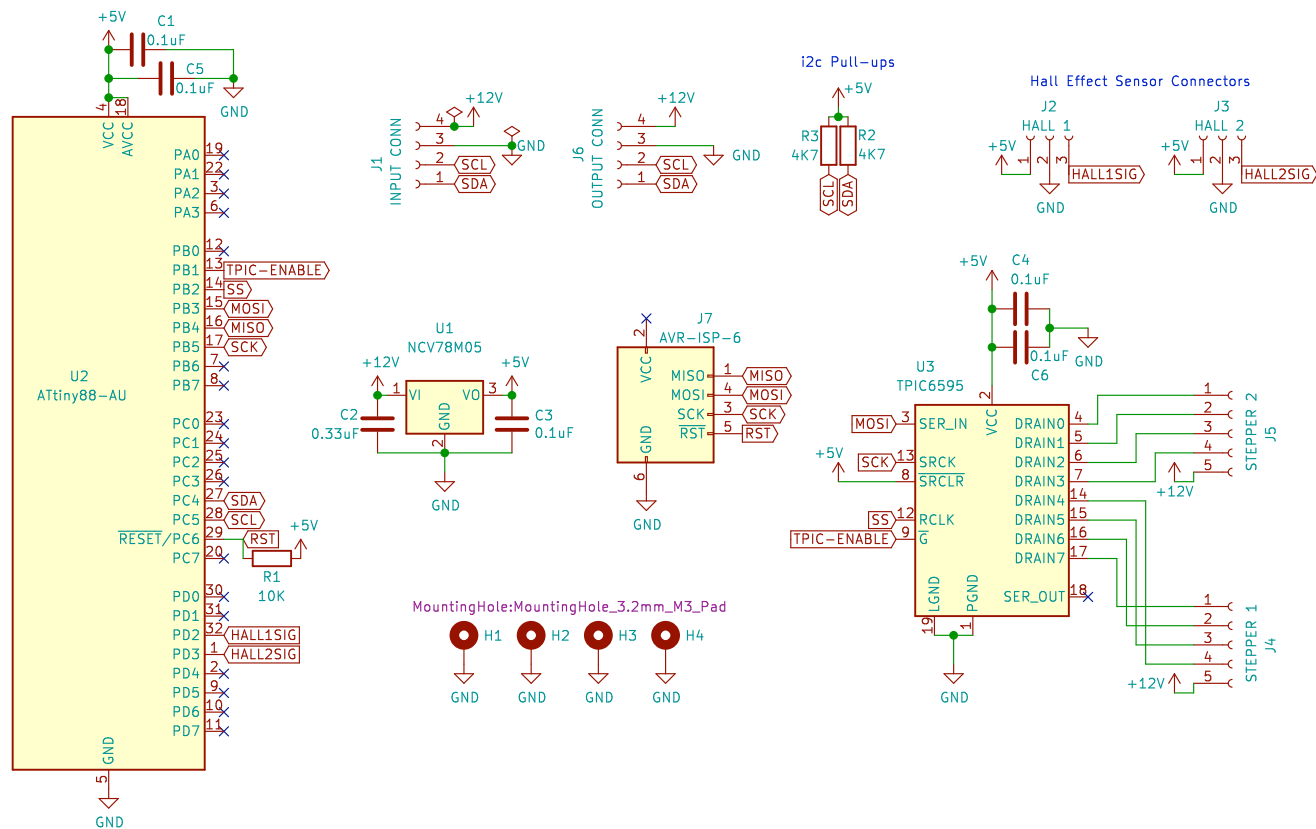 +5V
C1
0.1uF
C5
0.1uF
GND
4
18
VCC
AVCC
U2
ATtiny88-AU
PA0 19
PA1 22
PA2 3
PA3 6
PB0 12
PB1 13 TPIC-ENABLE
PB2 14 SS
PB3 15 MOSI
PB4 16 MISO
PB5 17 SCK
PB6 7
PB7 8
PC0 23
PC1 24
PC2 25
PC3 26
PC4 27 SDA
PC5 28 SCL
RESET/PC6 29 RST
+5V
PC7 20
R1
10K
PD0 30
PD1 31
PD2 32 HALL1SIG
PD3 1 HALL2SIG
PD4 2
PD5 9
PD6 10
PD7 11
GND
5
GND
J1
INPUT CONN
+12V
4
3 GND
2 SCL
1 SDA
J6
OUTPUT CONN
+12V
4
3 GND
2 SCL
1 SDA
i2c Pull-ups
+5V
R3 R2
4K7 4K7
SCL
SDA
Hall Effect Sensor Connectors
J2
HALL 1
+5V
1
2
3
HALL1SIG
GND
J3
HALL 2
+5V
1
2
3
HALL2SIG
GND
U1
NCV78M05
+12V
+5V
1 VI VO 3
GND
2
C2
0.33uF
C3
0.1uF
GND
J7
AVR-ISP-6
2
VCC
MISO 1 MISO
MOSI 4 MOSI
SCK 3 SCK
RST 5 RST
GND
6
GND
+5V
C4
0.1uF
GND
0.1uF
C6
U3
TPIC6595
2
VCC
MOSI 3 SER_IN
SCK 13 SRCK
+5V
8 SRCLR
SS 12 RCLK
TPIC-ENABLE 9 G
DRAIN0 4
DRAIN1 5
DRAIN2 6
DRAIN3 7
DRAIN4 14
DRAIN5 15
DRAIN6 16
DRAIN7 17
SER_OUT 18
LGND
PGND
19
1
GND
1
2
3
4
5
+12V
STEPPER 2
J5
1
2
3
4
5
+12V
STEPPER 1
J4
MountingHole:MountingHole_3.2mm_M3_Pad
H1 H2 H3 H4
GND GND GND GND